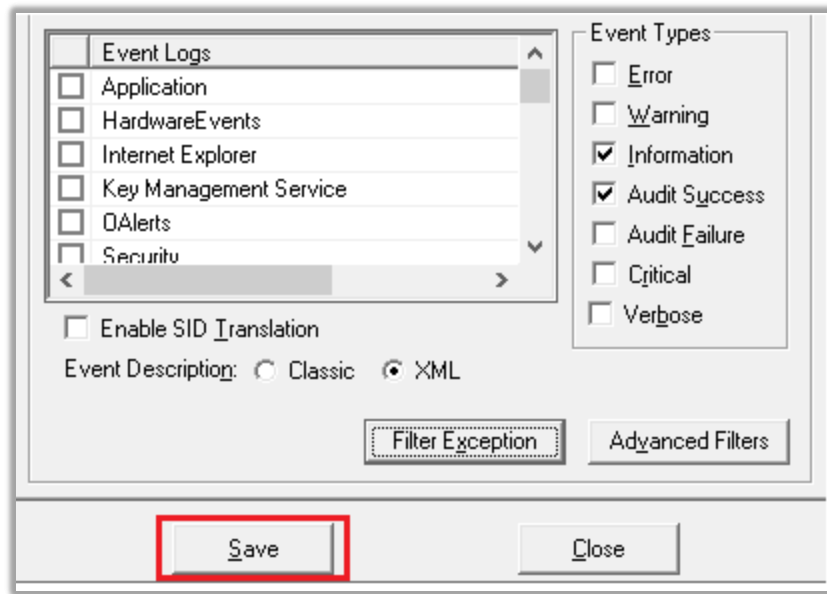 Event Logs
Application
HardwareEvents
Internet Explorer
Key Management Service
OAlerts
Security
Event Types
Error
Warning
Information
Audit Success
Audit Failure
Critical
Verbose
Enable SID Translation
Event Description: Classic XML
Filter Exception Advanced Filters
Save Close